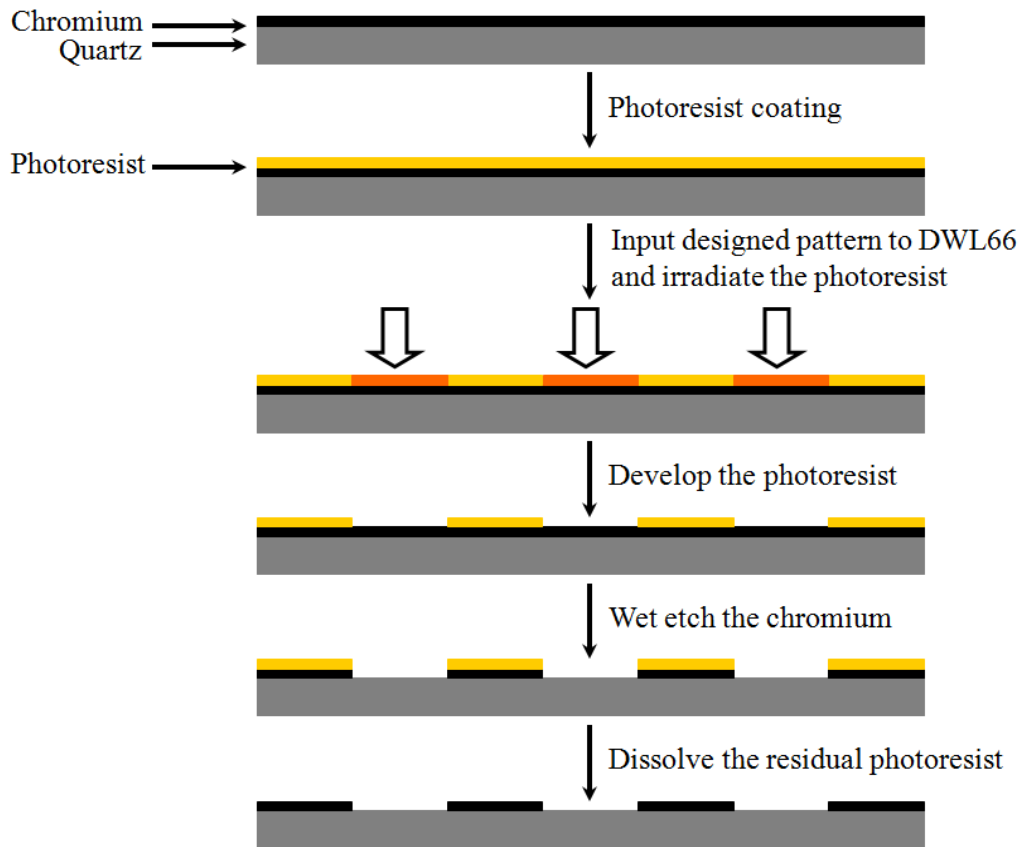 Chromium
Quartz
Photoresist coating
Photoresist
Input designed pattern to DWL66
and irradiate the photoresist
Develop the photoresist
Wet etch the chromium
Dissolve the residual photoresist